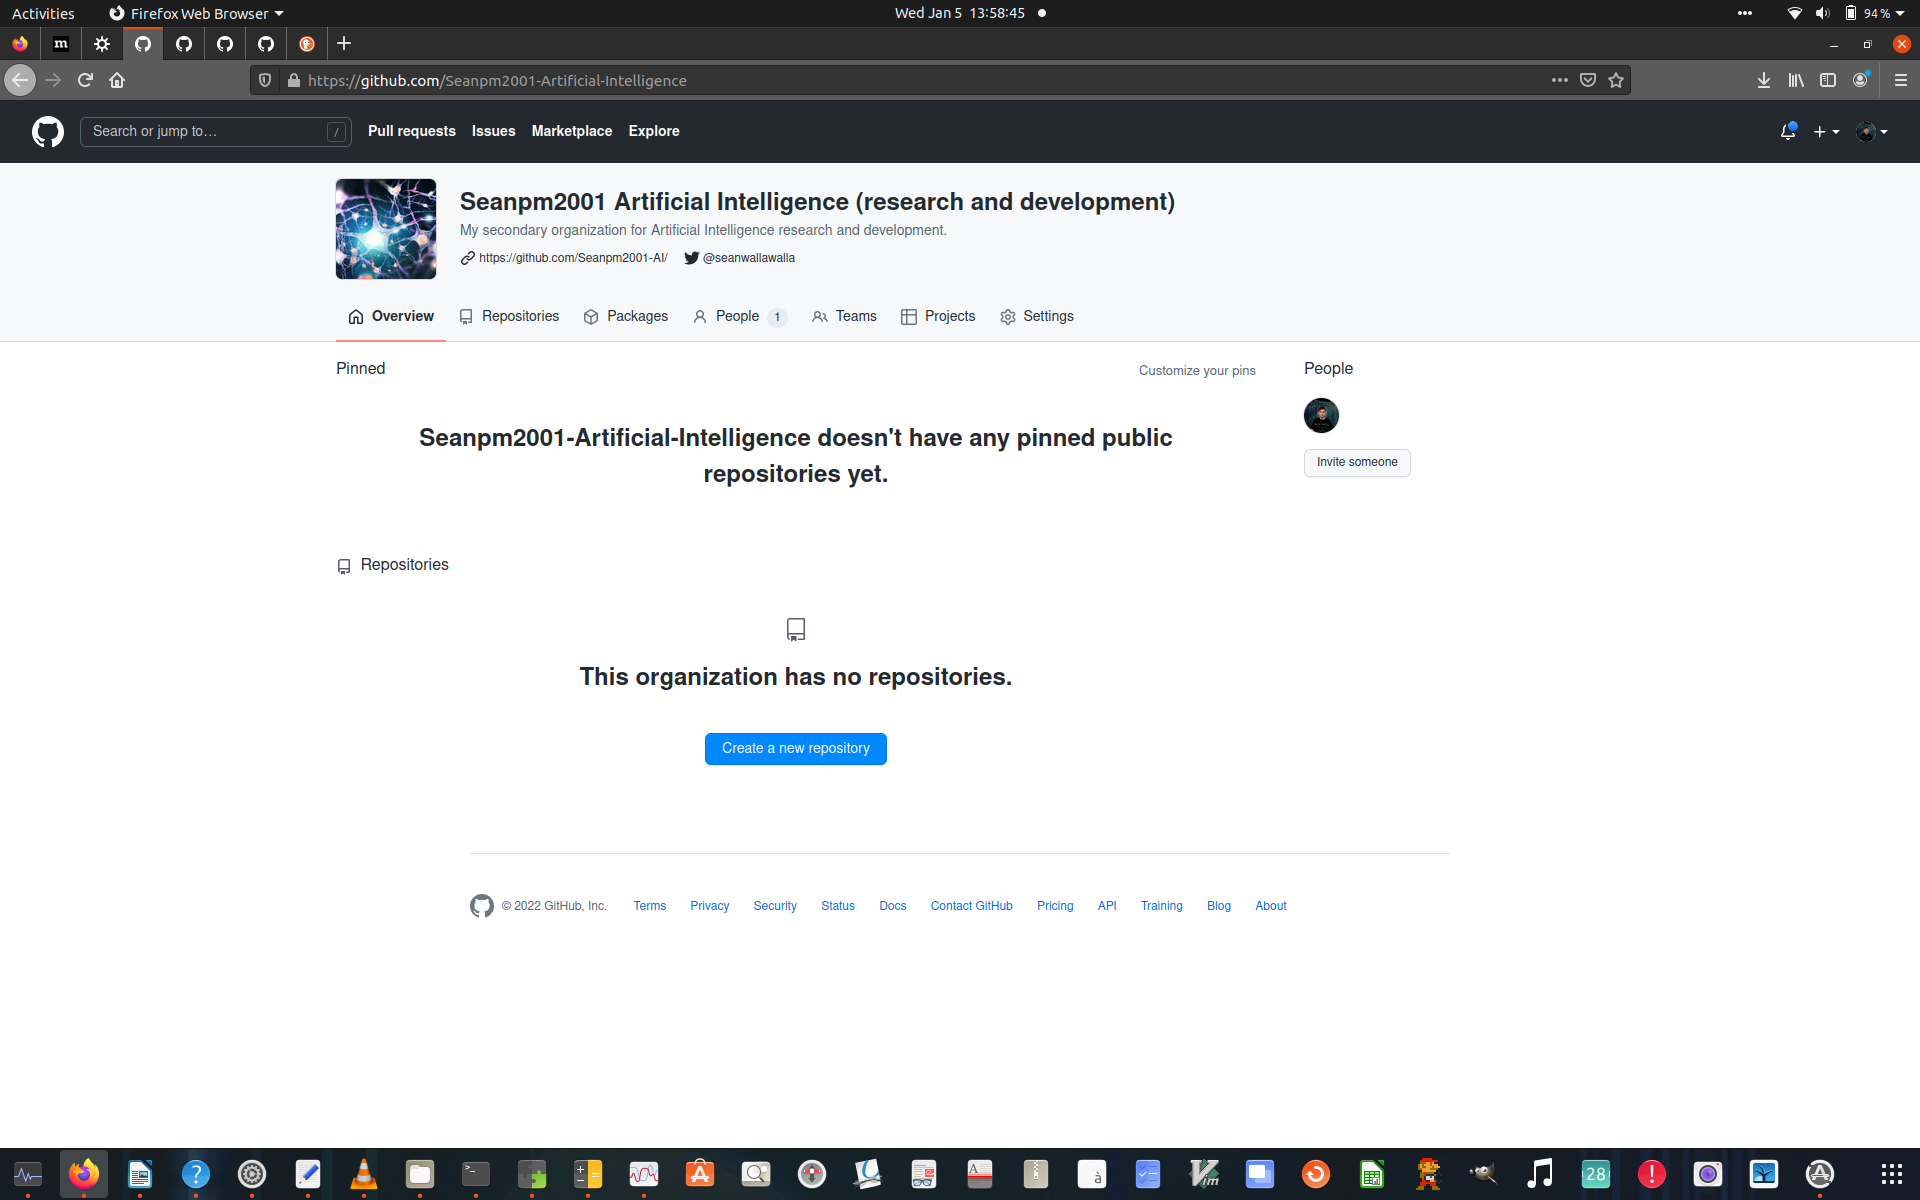 Activities
Firefox Web Browser
Wed Jan 5 13:58:45
94 %
m
https://github.com/Seanpm2001-Artificial-Intelligence
Search or jump to…
/
Pull requests
Issues
Marketplace
Explore
Seanpm2001 Artificial Intelligence (research and development)
My secondary organization for Artificial Intelligence research and development.
https://github.com/Seanpm2001-AI/
@seanwallawalla
Overview
Repositories
Packages
People 1
Teams
Projects
Settings
Pinned
Customize your pins
People
Seanpm2001-Artificial-Intelligence doesn't have any pinned public
repositories yet.
Invite someone
Repositories
This organization has no repositories.
Create a new repository
© 2022 GitHub, Inc.
Terms
Privacy
Security
Status
Docs
Contact GitHub
Pricing
API
Training
Blog
About
?
>_
A
à
Vim
28
!